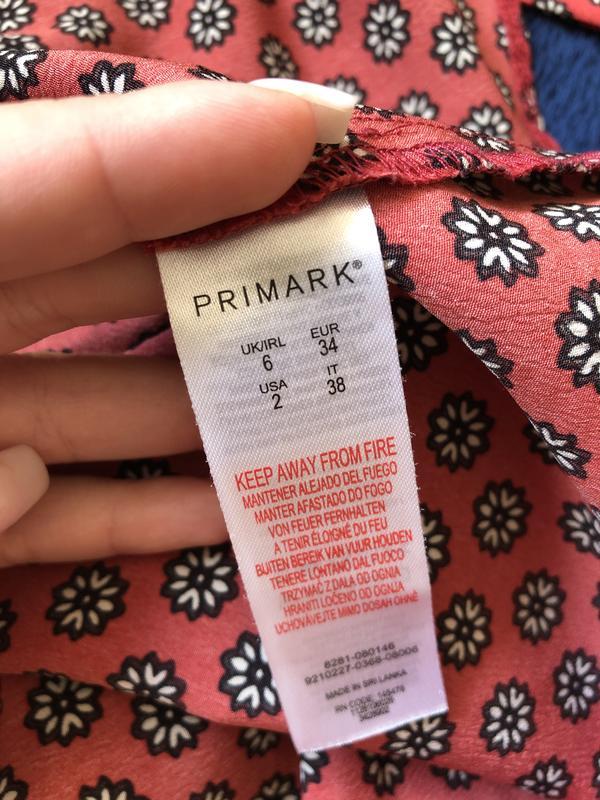 PRIMARK®
UK/IRL EUR
6 34
USA IT
2 38
KEEP AWAY FROM FIRE
MANTENER ALEJADO DEL FUEGO
MANTER AFASTADO DO FOGO
VON FEUER FERNHALTEN
A TENIR ÉLOIGNÉ DU FEU
BUITEN BEREIK VAN VUUR HOUDEN
TENERE LONTANO DAL FUOCO
TRZYMAĆ Z DALA OD OGNIA
HRANITI LOČENO OD OGNJA
UCHOVÁVEJTE MIMO DOSAH OHNĚ
8281-080146
9210227-0368-08006
MADE IN SRI LANKA
RN CODE: